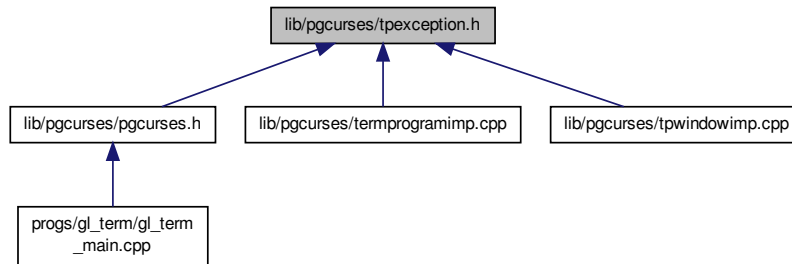 lib/pgcurses/tpexception.h
lib/pgcurses/pgcurses.h
lib/pgcurses/termprogramimp.cpp
lib/pgcurses/tpwindowimp.cpp
progs/gl_term/gl_term
_main.cpp